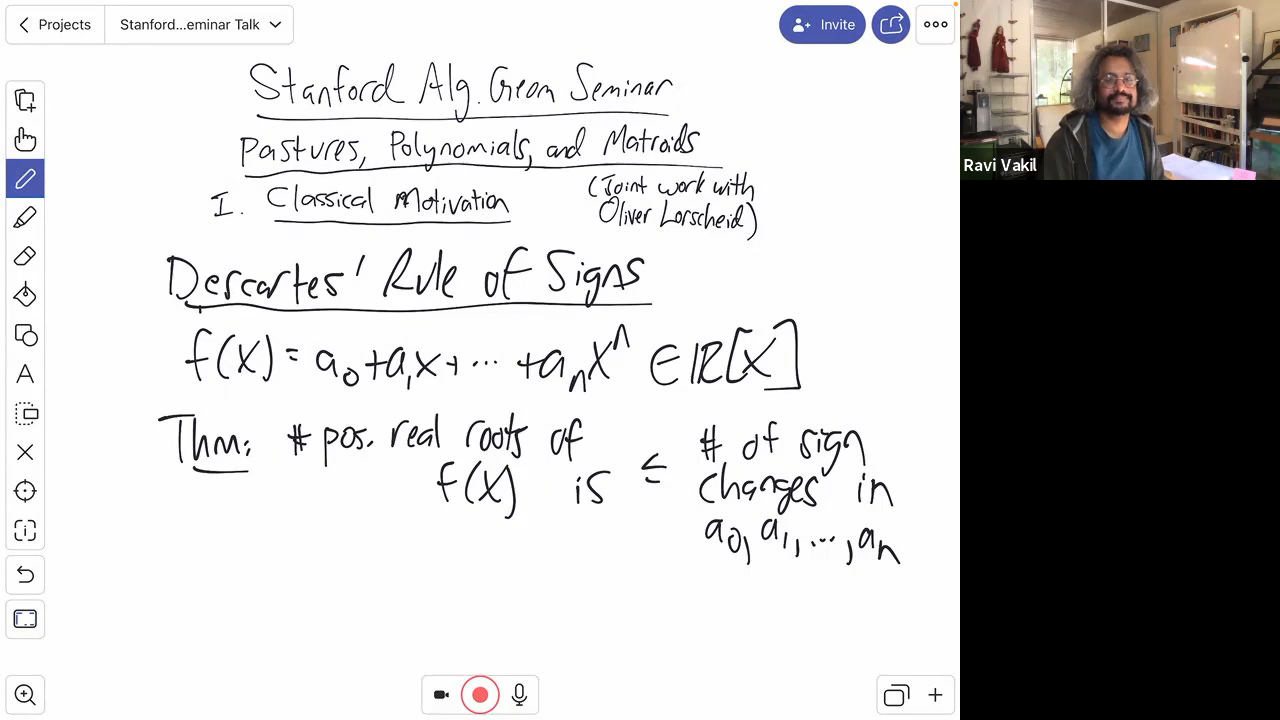 Projects
Stanford...eminar Talk
Invite
Stanford Alg. Geom Seminar
Pastures, Polynomials, and Matroids
I. Classical Motivation
(Joint work with
Oliver Lorscheid)
Descartes' Rule of Signs
f(x) = a₀+a₁x+ ⋯ +aₙxⁿ ∈ ℝ[x]
Thm: # pos. real roots of
f(x) is ≤ # of sign
changes in
a₀, a₁, ..., aₙ
Ravi Vakil